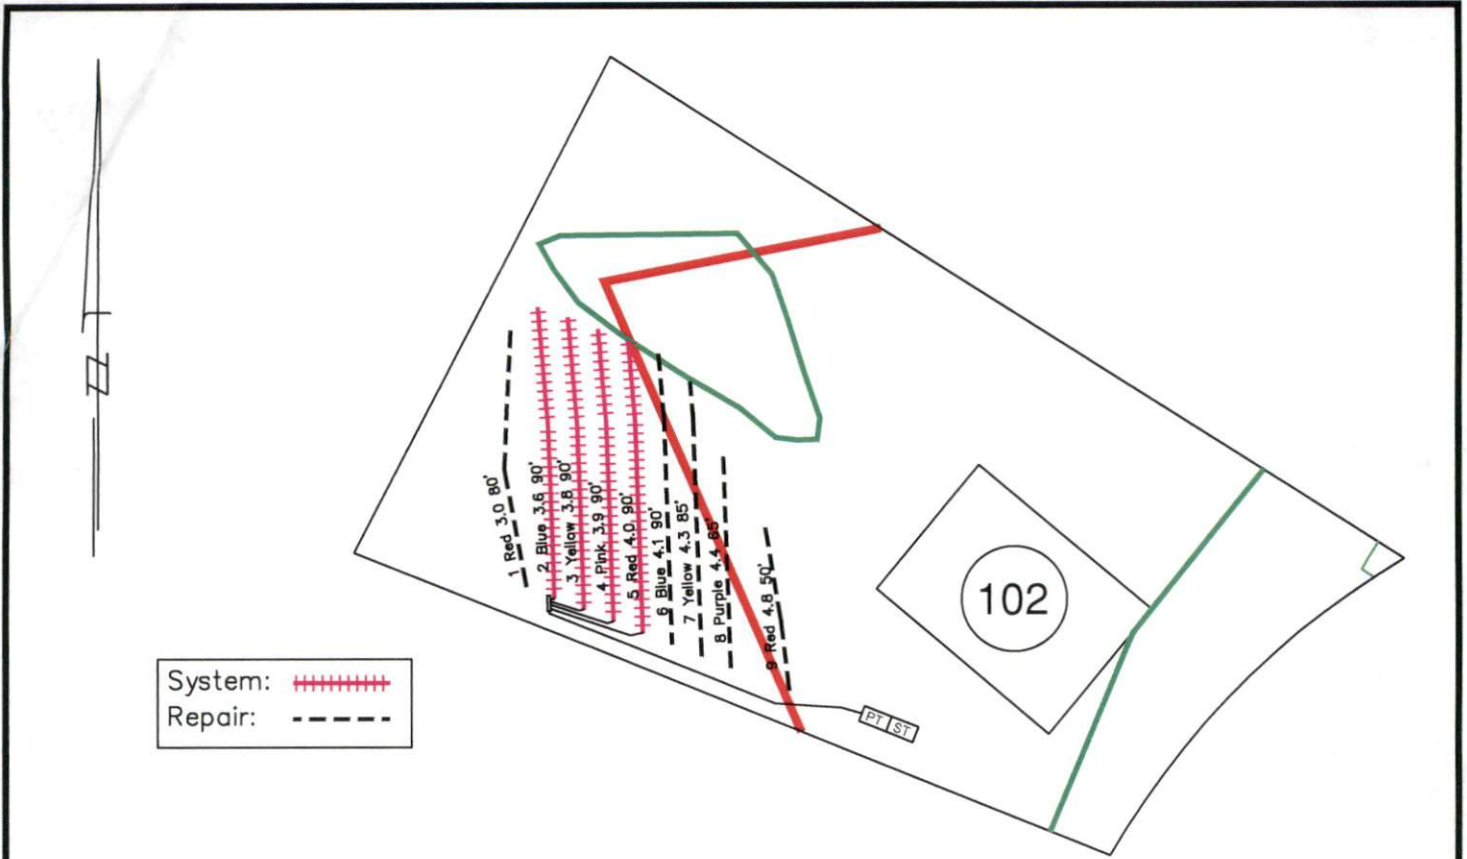 N
1 Red 3.0 80'
2 Blue 3.6 90'
3 Yellow 3.8 90'
4 Pink 3.9 90'
5 Red 4.0 90'
6 Blue 4.1 90'
7 Yellow 4.3 85'
8 Purple 4.4 65'
9 Red 4.8 50'
102
PT ST
System:
Repair: